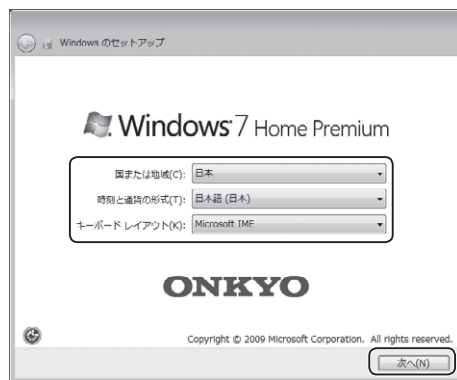 Windows のセットアップ
Windows 7 Home Premium
国または地域(C): 日本
時刻と通貨の形式(T): 日本語 (日本)
キーボード レイアウト(K): Microsoft IME
ONKYO
Copyright © 2009 Microsoft Corporation. All rights reserved.
次へ(N)